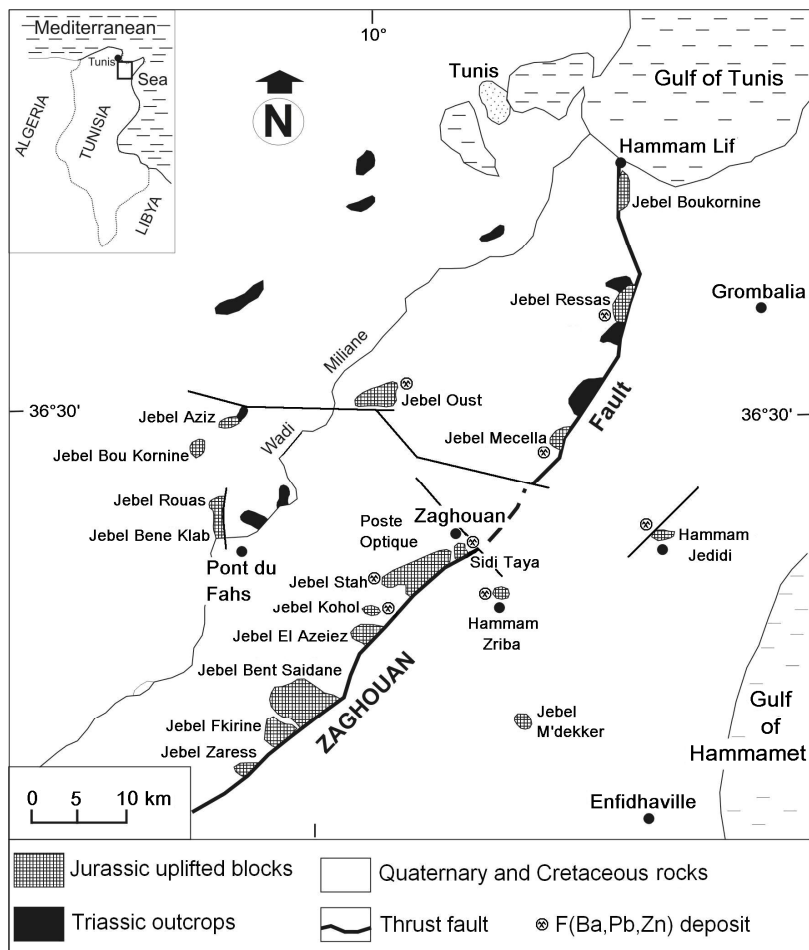 Mediterranean
Tunis
Sea
ALGERIA
TUNISIA
LIBYA
10°
N
Tunis
Gulf of Tunis
Hammam Lif
Jebel Boukornine
Jebel Ressas
Grombalia
Miliane
36°30'
Jebel Oust
36°30'
Jebel Aziz
Wadi
Jebel Mecella
Fault
Jebel Bou Kornine
Jebel Rouas
Poste
Optique
Zaghouan
Jebel Bene Klab
Sidi Taya
Hammam
Jedidi
Pont du
Fahs
Jebel Stah
Jebel Kohol
Hammam
Zriba
Jebel El Azeiez
Jebel Bent Saidane
ZAGHOUAN
Jebel Fkirine
Jebel
M'dekker
Gulf
of
Hammamet
Jebel Zaress
0 5 10 km
Enfidhaville
Jurassic uplifted blocks
Quaternary and Cretaceous rocks
Triassic outcrops
Thrust fault
F(Ba,Pb,Zn) deposit